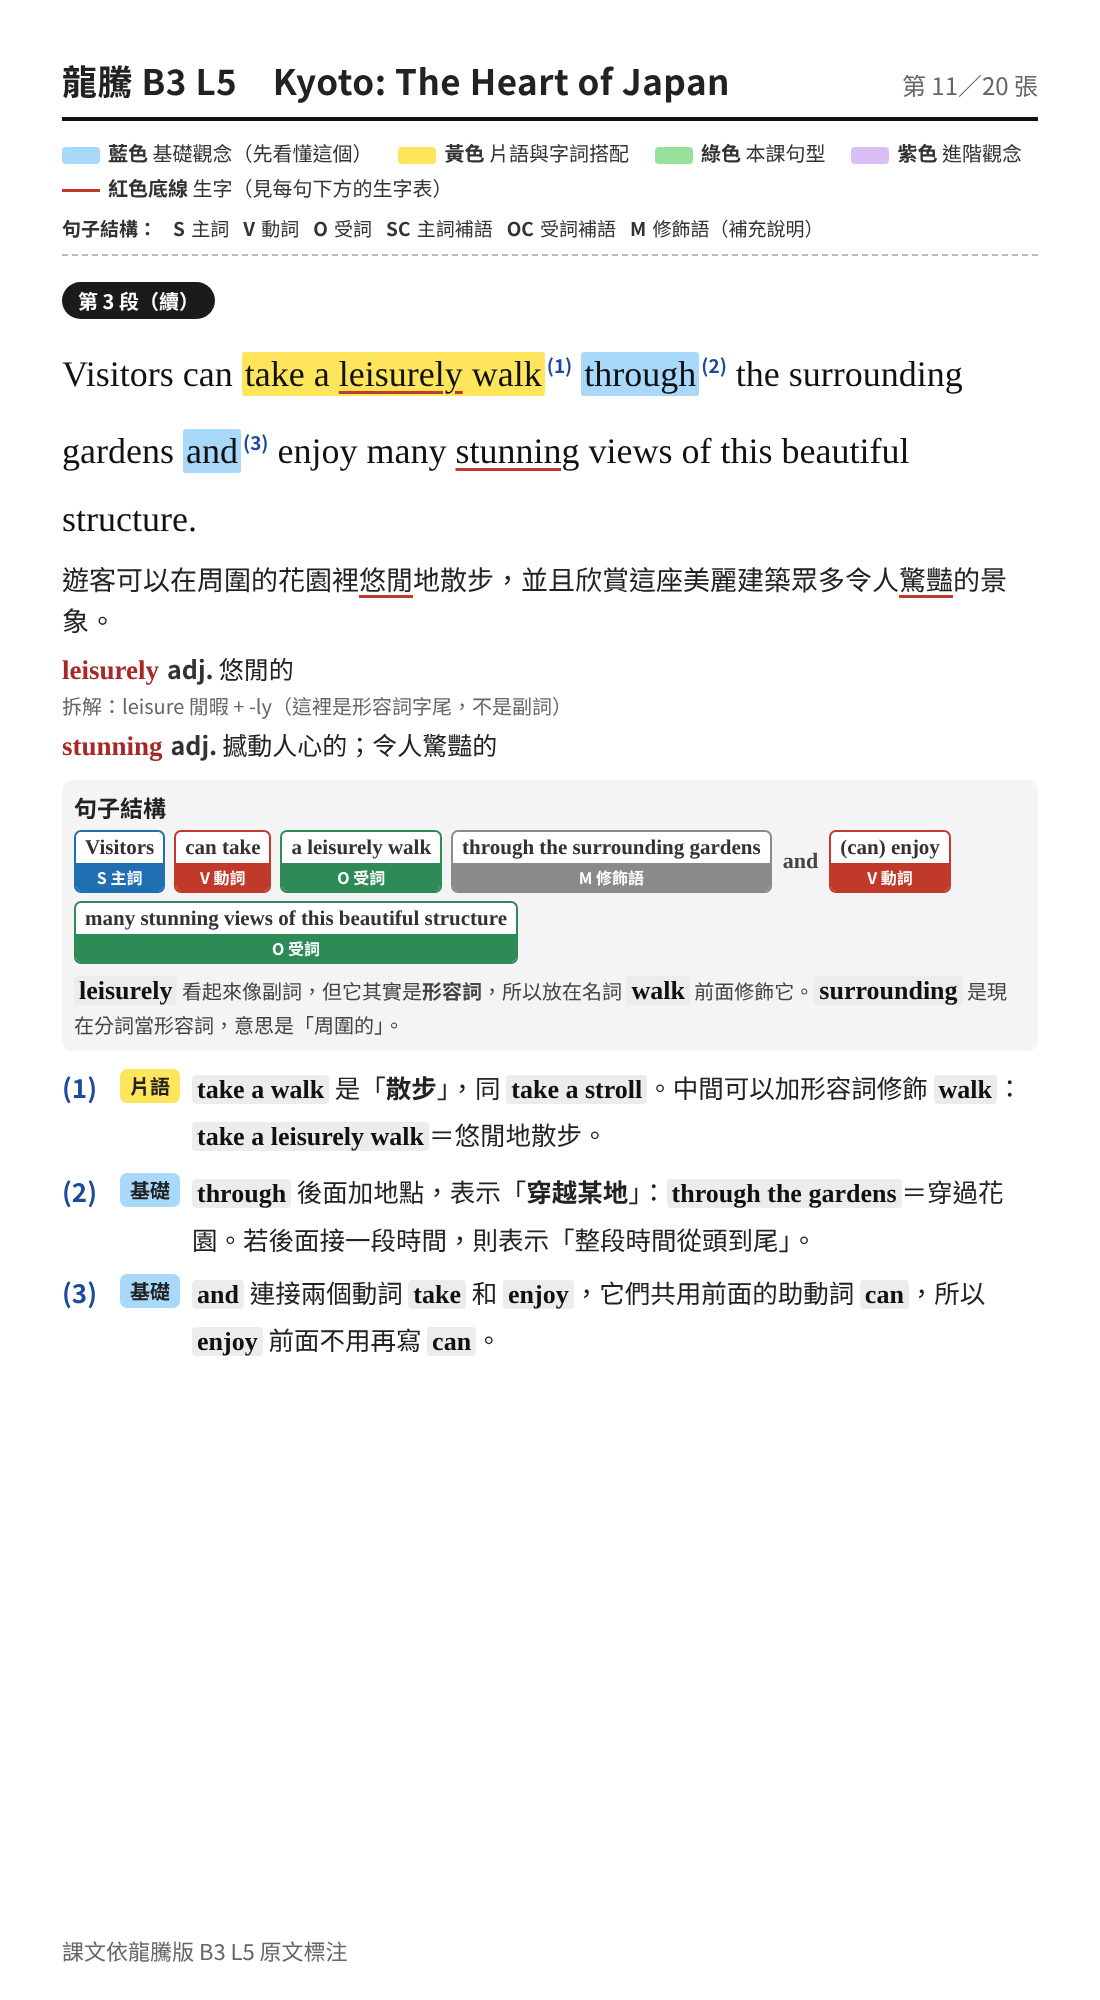 龍騰 B3 L5　Kyoto: The Heart of Japan
第 11／20 張
藍色 基礎觀念（先看懂這個） 黃色 片語與字詞搭配 綠色 本課句型 紫色 進階觀念
紅色底線 生字（見每句下方的生字表）
句子結構： S 主詞 V 動詞 O 受詞 SC 主詞補語 OC 受詞補語 M 修飾語（補充說明）
第 3 段（續）
Visitors can take a leisurely walk(1) through(2) the surrounding
gardens and(3) enjoy many stunning views of this beautiful
structure.
遊客可以在周圍的花園裡悠閒地散步，並且欣賞這座美麗建築眾多令人驚豔的景
象。
leisurely adj. 悠閒的
拆解：leisure 閒暇 + -ly（這裡是形容詞字尾，不是副詞）
stunning adj. 撼動人心的；令人驚豔的
句子結構
Visitors can take a leisurely walk through the surrounding gardens and (can) enjoy
S 主詞 V 動詞 O 受詞 M 修飾語 V 動詞
many stunning views of this beautiful structure
O 受詞
leisurely 看起來像副詞，但它其實是形容詞，所以放在名詞 walk 前面修飾它。surrounding 是現
在分詞當形容詞，意思是「周圍的」。
(1) 片語 take a walk 是「散步」，同 take a stroll。中間可以加形容詞修飾 walk：
take a leisurely walk＝悠閒地散步。
(2) 基礎 through 後面加地點，表示「穿越某地」：through the gardens＝穿過花
園。若後面接一段時間，則表示「整段時間從頭到尾」。
(3) 基礎 and 連接兩個動詞 take 和 enjoy，它們共用前面的助動詞 can，所以
enjoy 前面不用再寫 can。
課文依龍騰版 B3 L5 原文標注